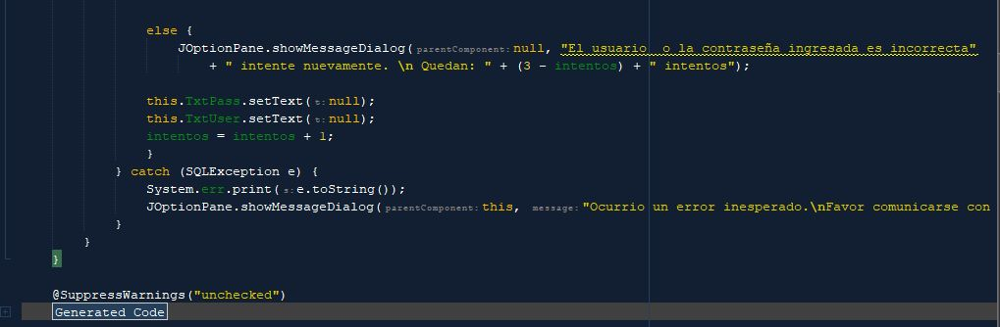 else {
JOptionPane.showMessageDialog(parentComponent: null, "El usuario  o la contraseña ingresada es incorrecta"
+ " intente nuevamente. \n Quedan: " + (3 - intentos) + " intentos");
this.TxtPass.setText(t: null);
this.TxtUser.setText(t: null);
intentos = intentos + 1;
}
} catch (SQLException e) {
System.err.print(s: e.toString());
JOptionPane.showMessageDialog(parentComponent: this, message: "Ocurrio un error inesperado.\nFavor comunicarse con
}
}
}
@SuppressWarnings("unchecked")
Generated Code